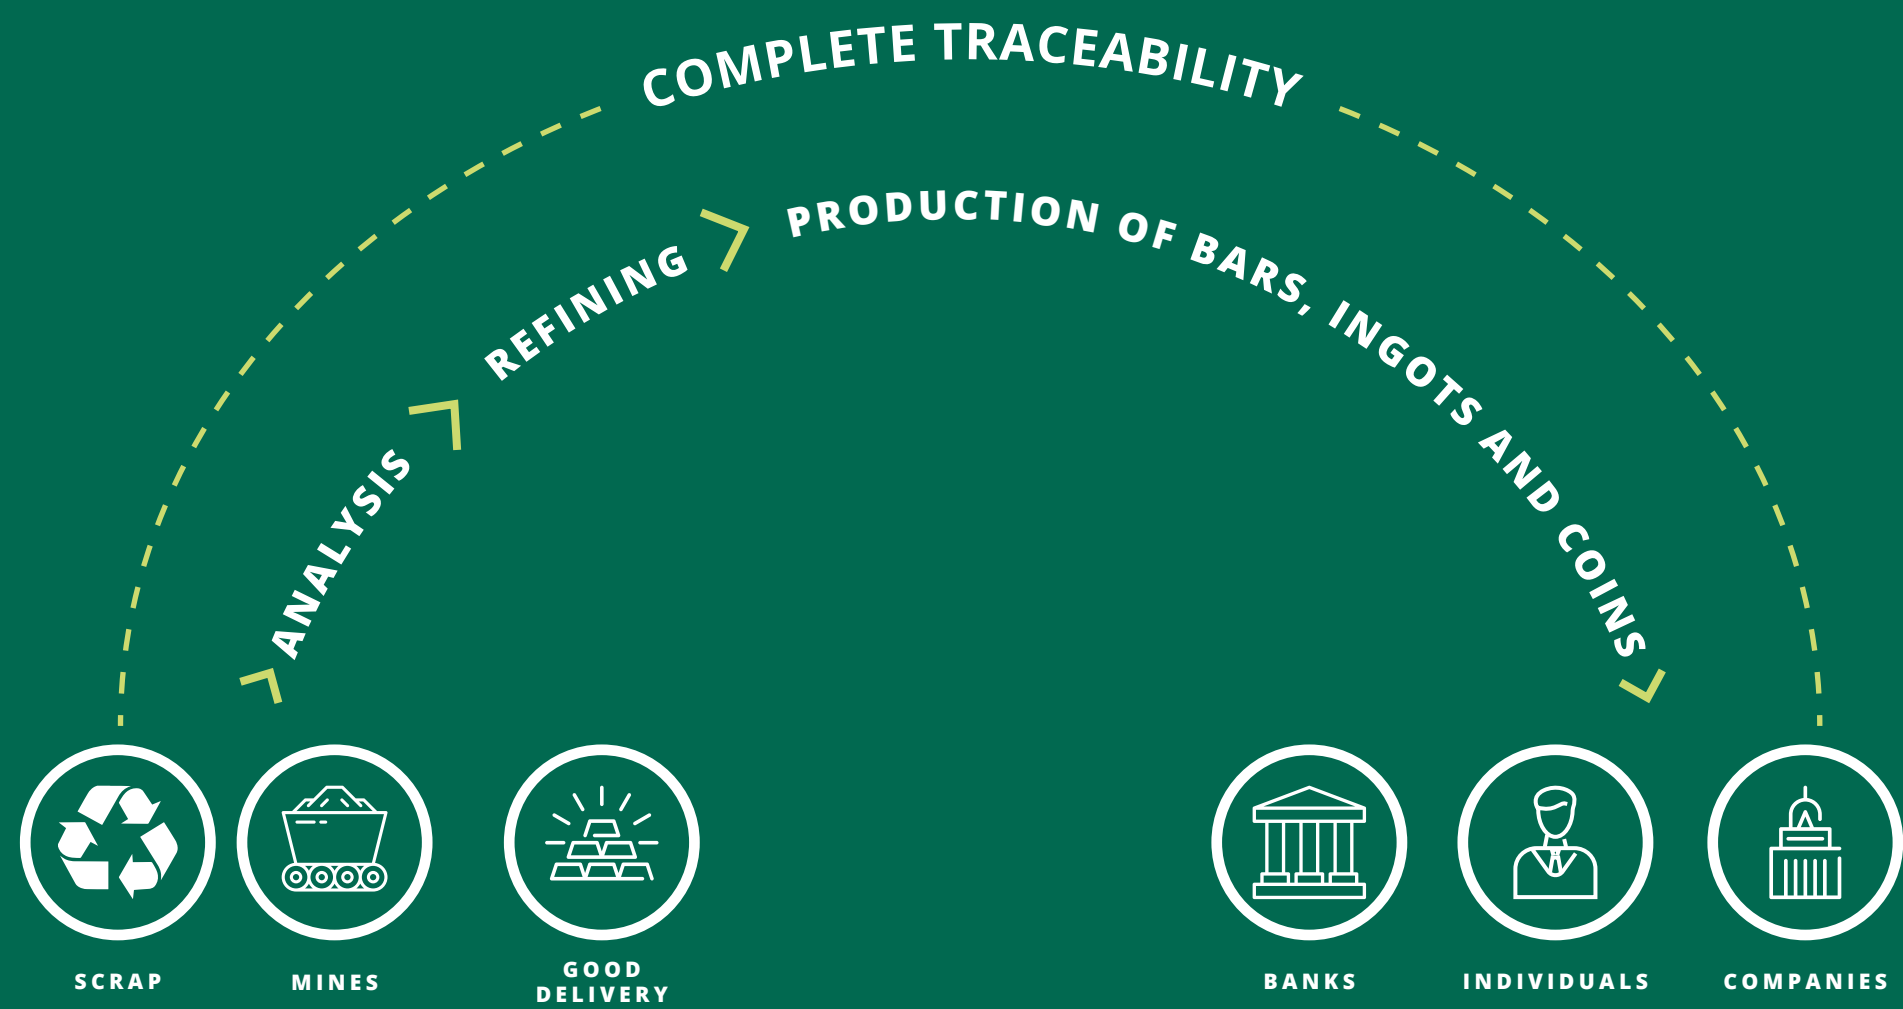 COMPLETE TRACEABILITY
ANALYSIS
REFINING
PRODUCTION OF BARS, INGOTS AND COINS
SCRAP
MINES
GOOD
DELIVERY
BANKS
INDIVIDUALS
COMPANIES